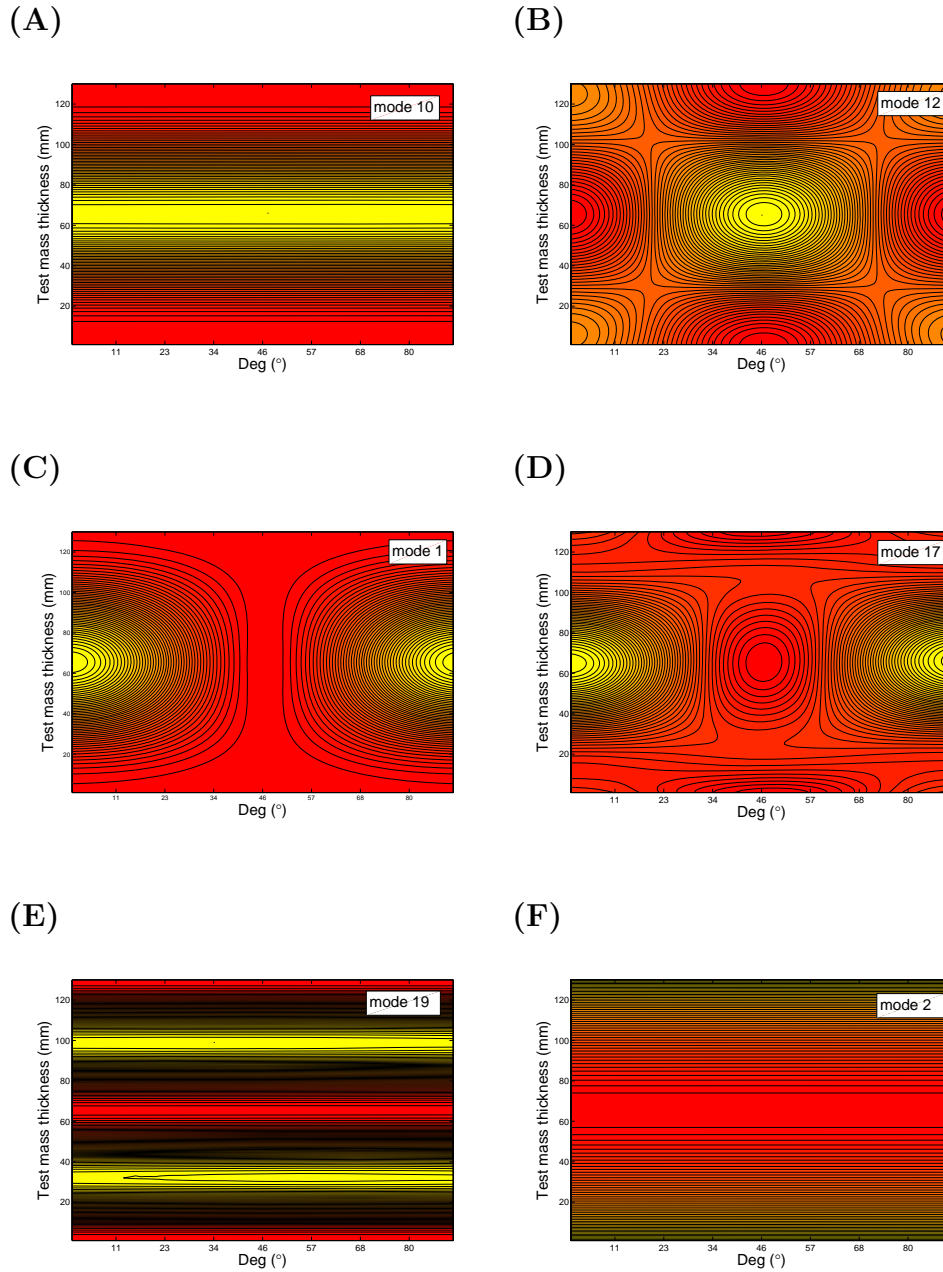 (A)
(B)
mode 10
mode 12
Test mass thickness (mm)
120
100
80
60
40
20
11 23 34 46 57 68 80
Deg (°)
Test mass thickness (mm)
120
100
80
60
40
20
11 23 34 46 57 68 80
Deg (°)
(C)
(D)
mode 1
mode 17
Test mass thickness (mm)
120
100
80
60
40
20
11 23 34 46 57 68 80
Deg (°)
Test mass thickness (mm)
120
100
80
60
40
20
11 23 34 46 57 68 80
Deg (°)
(E)
(F)
mode 19
mode 2
Test mass thickness (mm)
120
100
80
60
40
20
11 23 34 46 57 68 80
Deg (°)
Test mass thickness (mm)
120
100
80
60
40
20
11 23 34 46 57 68 80
Deg (°)